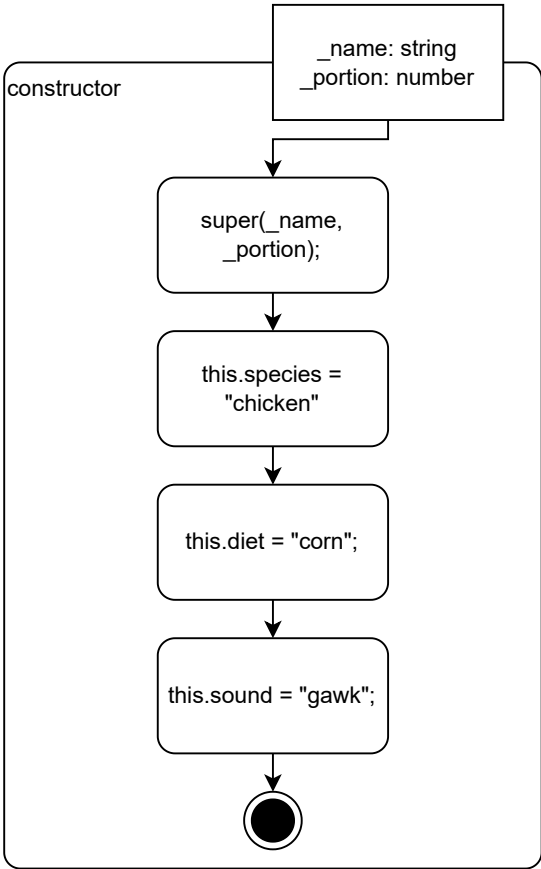 _name: string
_portion: number
constructor
super(_name,
_portion);
this.species =
"chicken"
this.diet = "corn";
this.sound = "gawk";